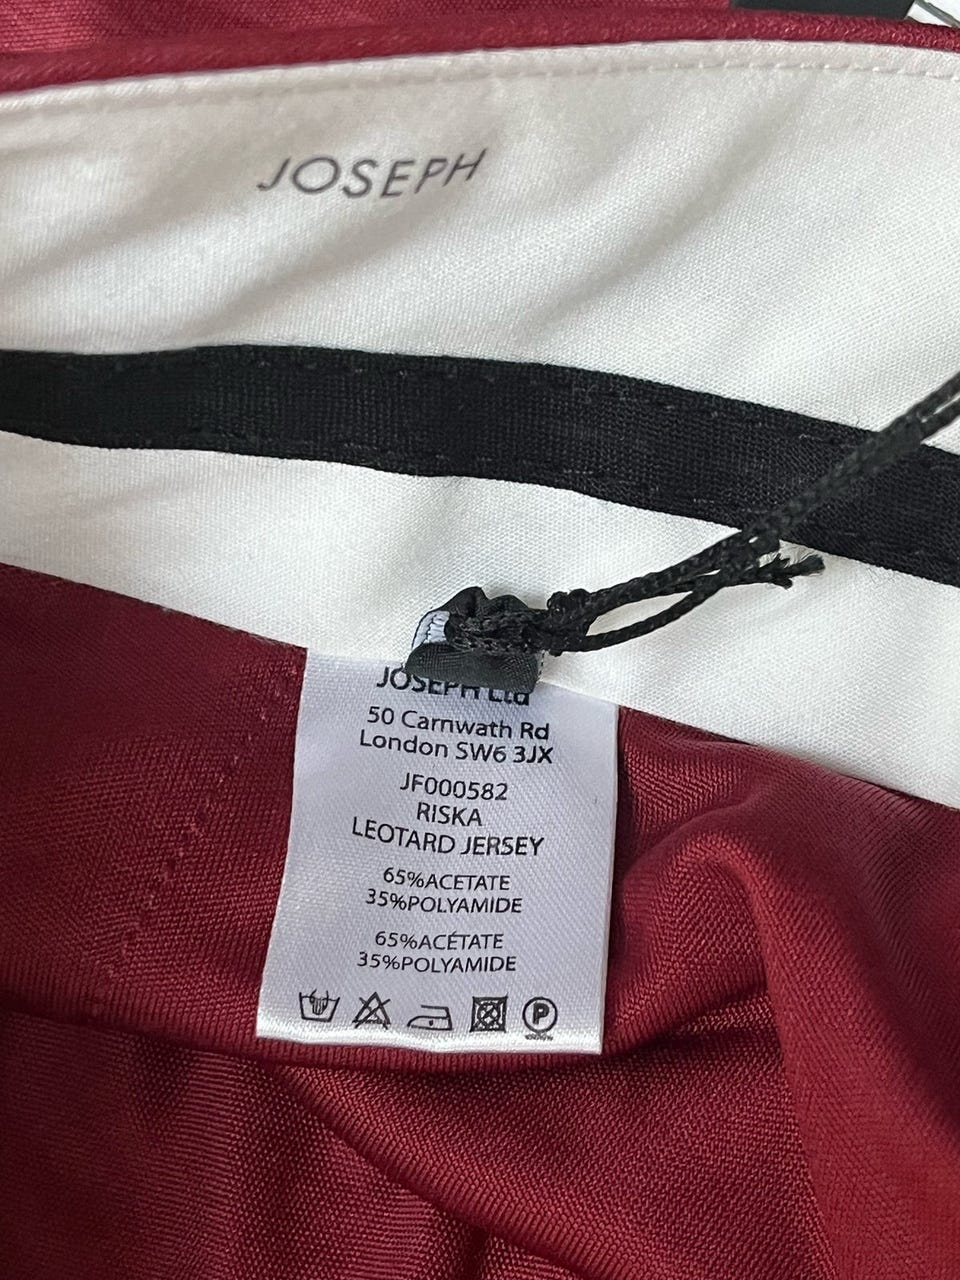 JOSEPH
JOSEPH Ltd
50 Carnwath Rd
London SW6 3JX
JF000582
RISKA
LEOTARD JERSEY
65%ACETATE
35%POLYAMIDE
65%ACÉTATE
35%POLYAMIDE
P